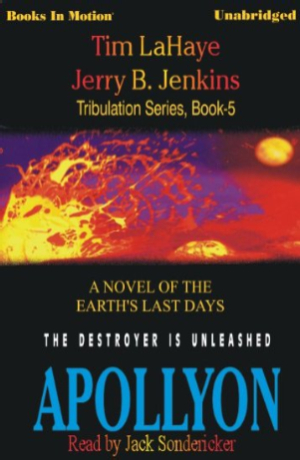 Books In Motion® Unabridged
Tim LaHaye
Jerry B. Jenkins
Tribulation Series, Book-5
A NOVEL OF THE
EARTH'S LAST DAYS
THE DESTROYER IS UNLEASHED
APOLLYON
Read by Jack Sondericker